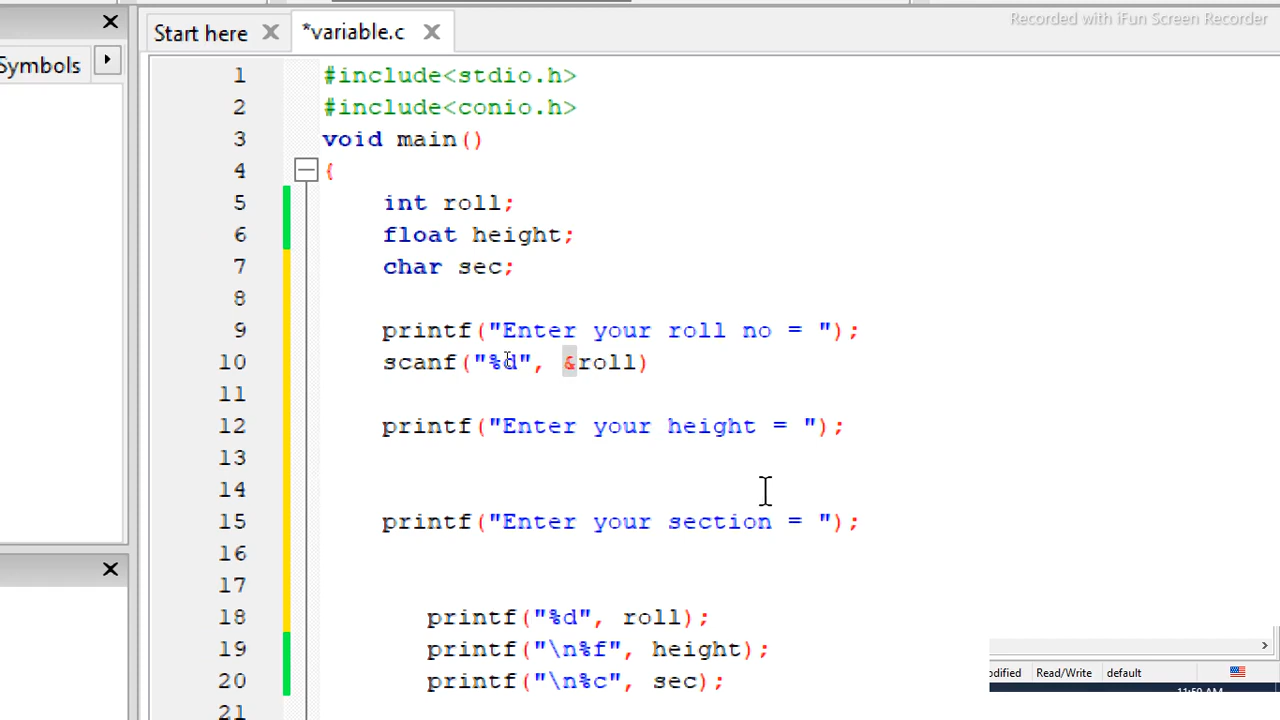 Recorded with iFun Screen Recorder
Start here
*variable.c
Symbols
1 #include<stdio.h>
2 #include<conio.h>
3 void main()
4 {
5 int roll;
6 float height;
7 char sec;
8
9 printf("Enter your roll no = ");
10 scanf("%d", &roll)
11
12 printf("Enter your height = ");
13
14
15 printf("Enter your section = ");
16
17
18 printf("%d", roll);
19 printf("\n%f", height);
20 printf("\n%c", sec);
21
odified Read/Write default